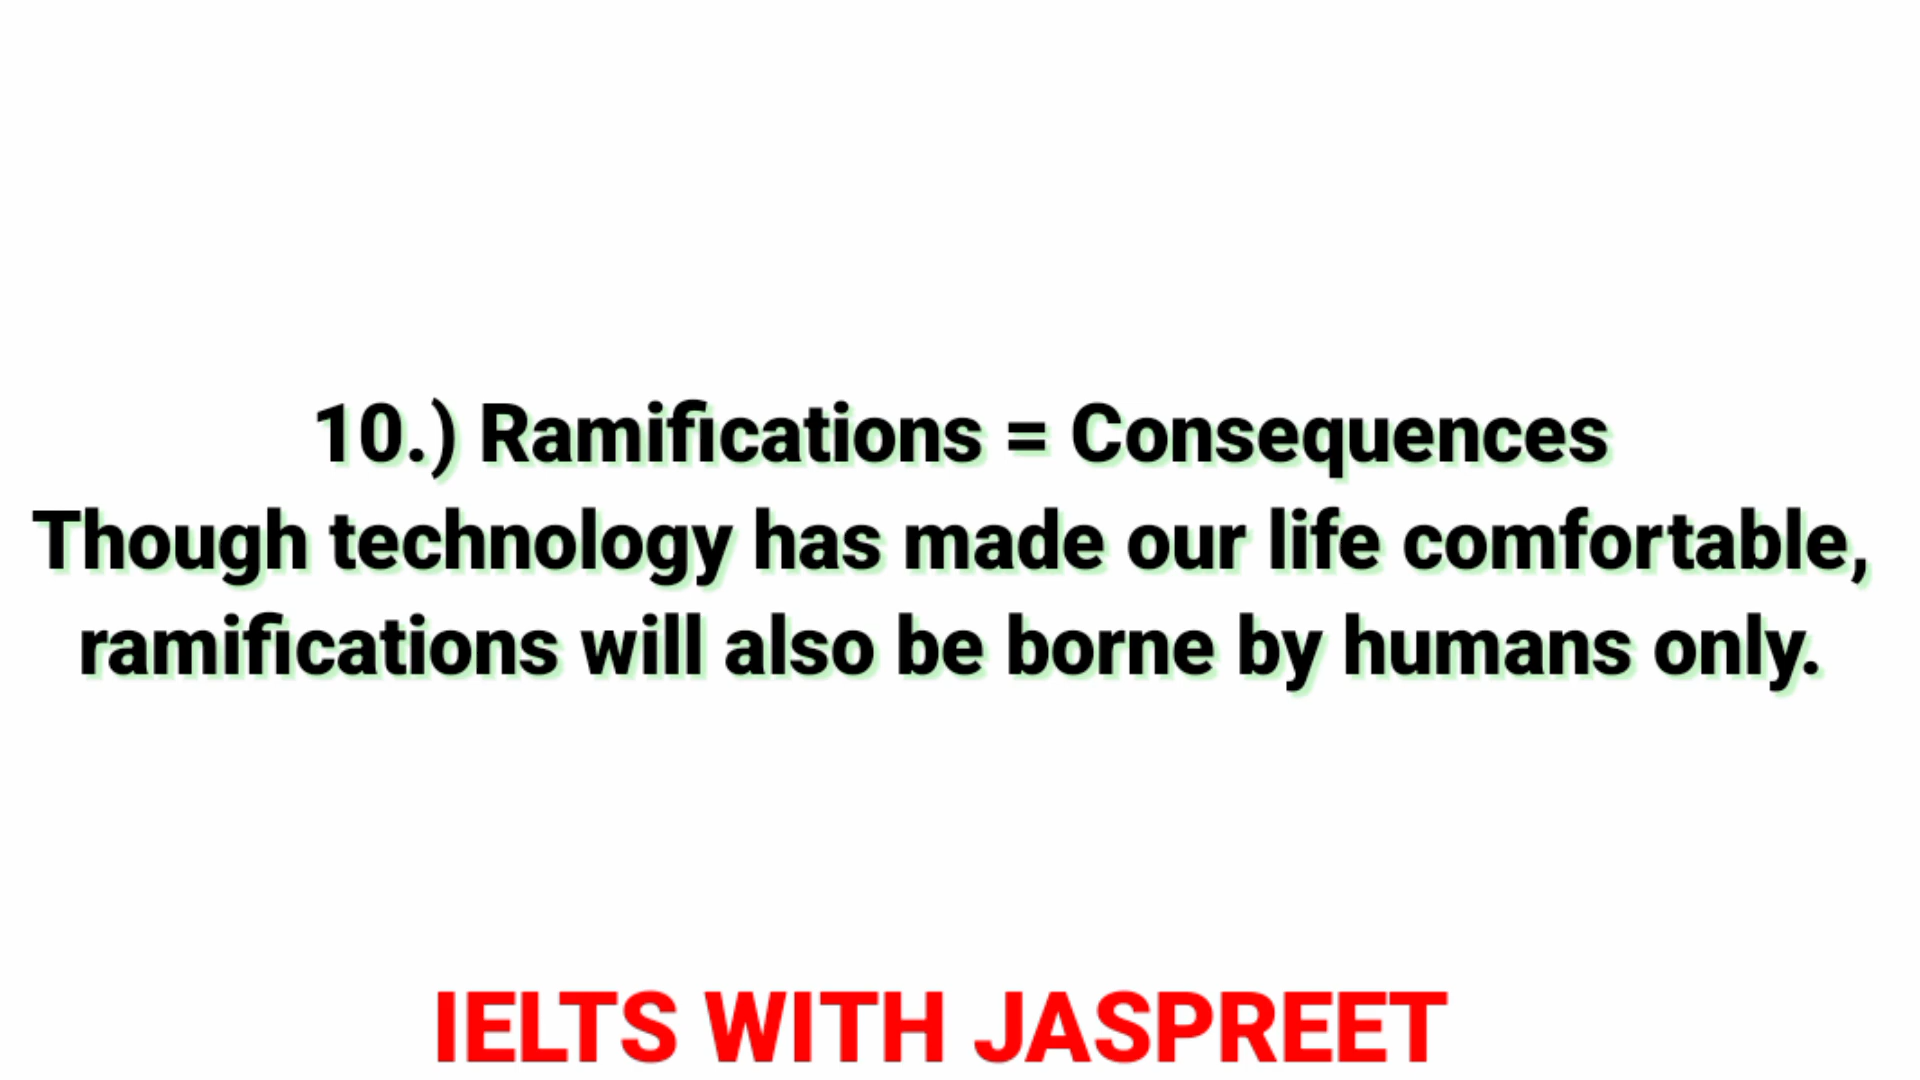 10.) Ramifications = Consequences
Though technology has made our life comfortable,
ramifications will also be borne by humans only.
IELTS WITH JASPREET